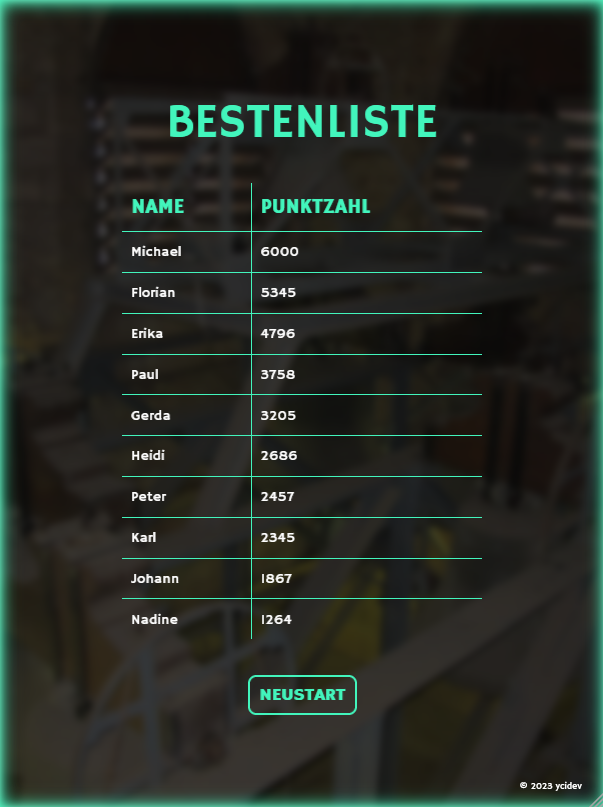 BESTENLISTE
NAME PUNKTZAHL
Michael 6000
Florian 5345
Erika 4796
Paul 3758
Gerda 3205
Heidi 2686
Peter 2457
Karl 2345
Johann 1867
Nadine 1264
NEUSTART
© 2023 ycidev